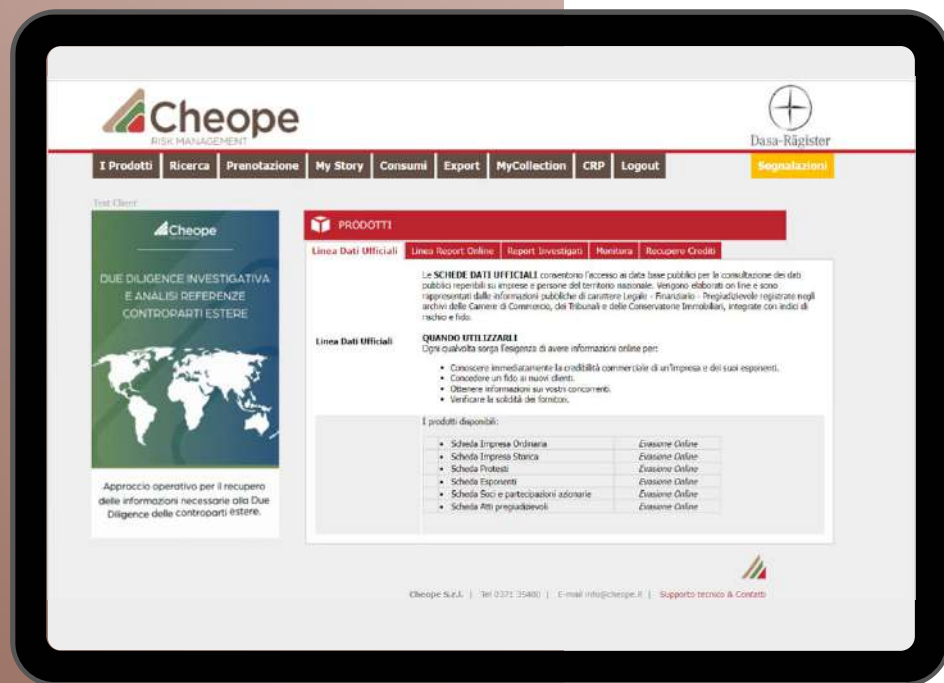 Cheope
RISK MANAGEMENT
Dasa-Rägister
I Prodotti
Ricerca
Prenotazione
My Story
Consumi
Export
MyCollection
CRP
Logout
Segnalazioni
Test Client
Cheope
DUE DILIGENCE INVESTIGATIVA
E ANALISI REFERENZE
CONTROPARTI ESTERE
Approccio operativo per il recupero
delle informazioni necessarie alla Due
Diligence delle controparti estere.
PRODOTTI
Linea Dati Ufficiali
Linea Report Online
Report Investigati
Monitora
Recupero Crediti
Le SCHEDE DATI UFFICIALI consentono l'accesso ai data base pubblici per la consultazione dei dati
pubblici reperibili su imprese e persone del territorio nazionale. Vengono elaborati on line e sono
rappresentati dalle informazioni pubbliche di carattere Legale - Finanziario - Pregiudizievole registrate negli
archivi delle Camere di Commercio, dei Tribunali e delle Conservatorie Immobiliari, integrate con indici di
rischio e fido.
Linea Dati Ufficiali
QUANDO UTILIZZARLE
Ogni qualvolta sorga l'esigenza di avere informazioni online per:
• Conoscere immediatamente la credibilità commerciale di un'impresa e dei suoi esponenti.
• Concedere un fido ai nuovi clienti.
• Ottenere informazioni sui vostri concorrenti.
• Verificare la solidità dei fornitori.
I prodotti disponibili:
• Scheda Impresa Ordinaria Evasione Online
• Scheda Impresa Storica Evasione Online
• Scheda Protesti Evasione Online
• Scheda Esponenti Evasione Online
• Scheda Soci e partecipazioni azionarie Evasione Online
• Scheda Atti pregiudizievoli Evasione Online
Cheope S.r.l. | Tel 0371 35400 | E-mail info@cheope.it | Supporto tecnico & Contatti